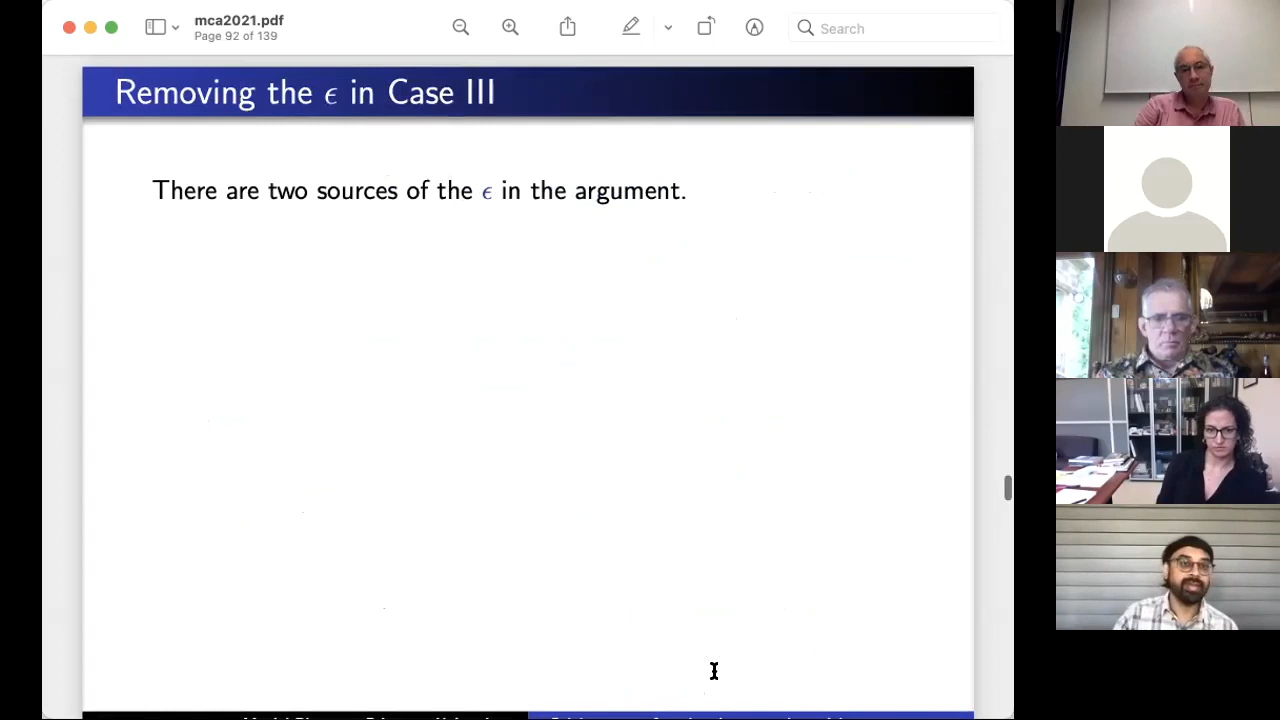 mca2021.pdf
Page 92 of 139
Search
Removing the ϵ in Case III
There are two sources of the ϵ in the argument.